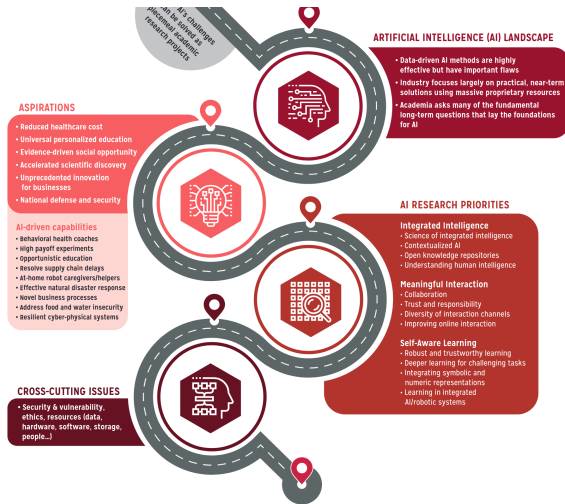 AI's challenges
can be solved as
piecemeal academic
research projects
ARTIFICIAL INTELLIGENCE (AI) LANDSCAPE
• Data-driven AI methods are highly
effective but have important flaws
• Industry focuses largely on practical, near-term
solutions using massive proprietary resources
• Academia asks many of the fundamental
long-term questions that lay the foundations
for AI
ASPIRATIONS
• Reduced healthcare cost
• Universal personalized education
• Evidence-driven social opportunity
• Accelerated scientific discovery
• Unprecedented innovation
for businesses
• National defense and security
AI-driven capabilities
• Behavioral health coaches
• High payoff experiments
• Opportunistic education
• Resolve supply chain delays
• At-home robot caregivers/helpers
• Effective natural disaster response
• Novel business processes
• Address food and water insecurity
• Resilient cyber-physical systems
AI RESEARCH PRIORITIES
Integrated Intelligence
• Science of integrated intelligence
• Contextualized AI
• Open knowledge repositories
• Understanding human intelligence
Meaningful Interaction
• Collaboration
• Trust and responsibility
• Diversity of interaction channels
• Improving online interaction
Self-Aware Learning
• Robust and trustworthy learning
• Deeper learning for challenging tasks
• Integrating symbolic and
numeric representations
• Learning in integrated
AI/robotic systems
CROSS-CUTTING ISSUES
• Security & vulnerability,
ethics, resources (data,
hardware, software, storage,
people...)